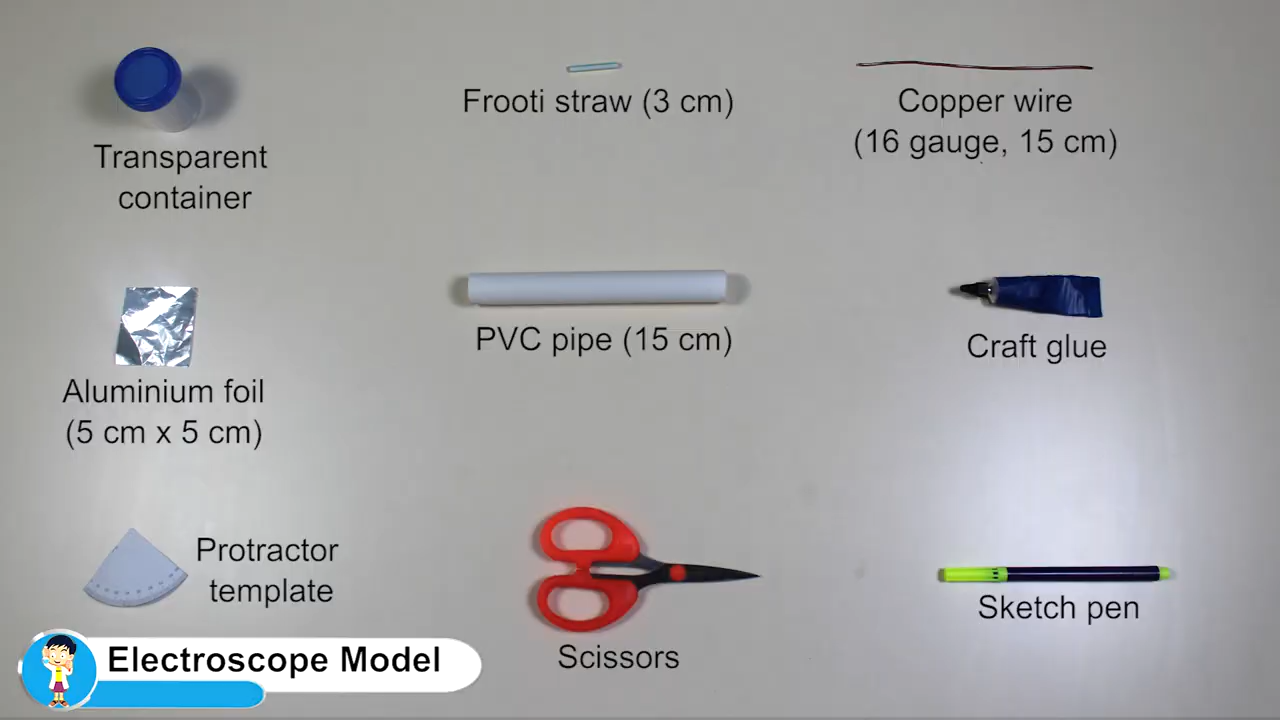 Frooti straw (3 cm)
Copper wire
(16 gauge, 15 cm)
Transparent
container
PVC pipe (15 cm)
Craft glue
Aluminium foil
(5 cm x 5 cm)
Protractor
template
Sketch pen
Scissors
Electroscope Model